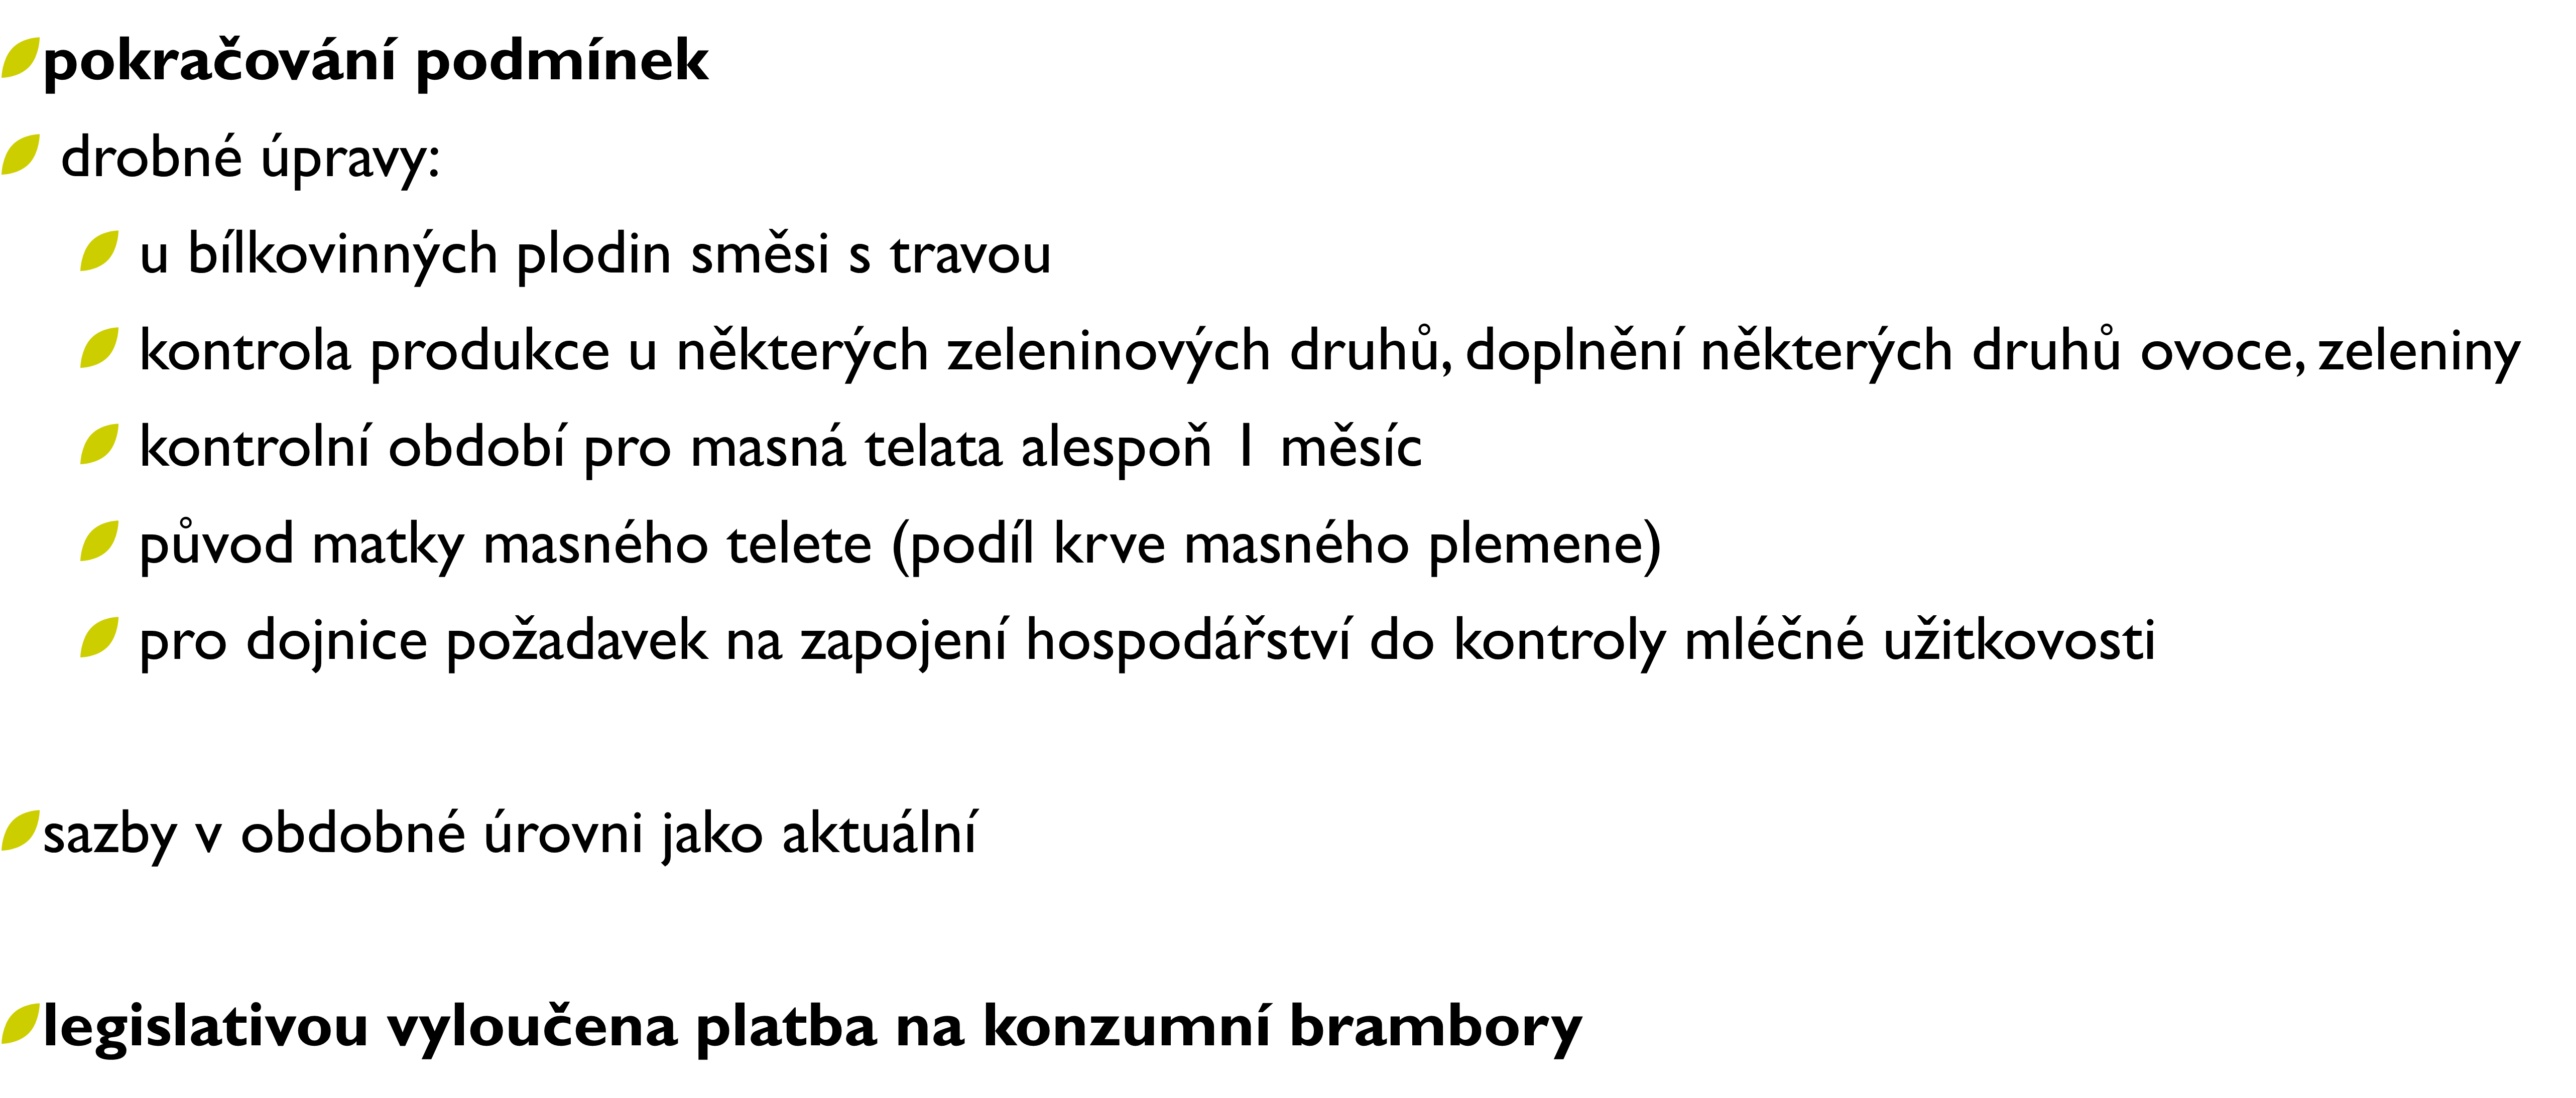 pokračování podmínek
drobné úpravy:
u bílkovinných plodin směsi s travou
kontrola produkce u některých zeleninových druhů, doplnění některých druhů ovoce, zeleniny
kontrolní období pro masná telata alespoň 1 měsíc
původ matky masného telete (podíl krve masného plemene)
pro dojnice požadavek na zapojení hospodářství do kontroly mléčné užitkovosti
sazby v obdobné úrovni jako aktuální
legislativou vyloučena platba na konzumní brambory